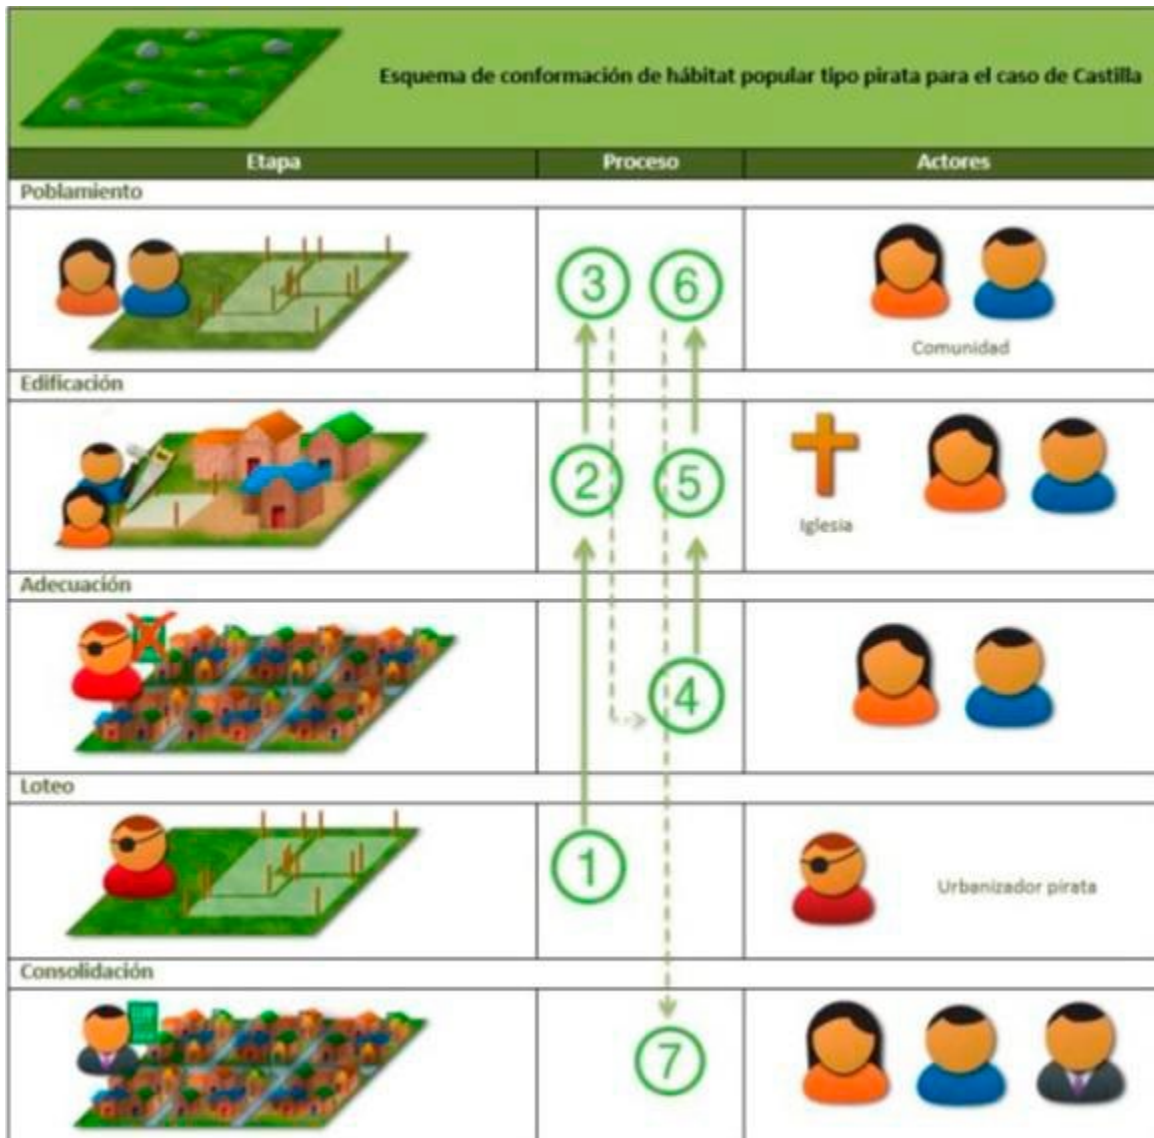 Esquema de conformación de hábitat popular tipo pirata para el caso de Castilla
Etapa Proceso Actores
Poblamiento
3 6
Comunidad
Edificación
2 5
Iglesia
Adecuación
4
Loteo
1
Urbanizador pirata
Consolidación
7